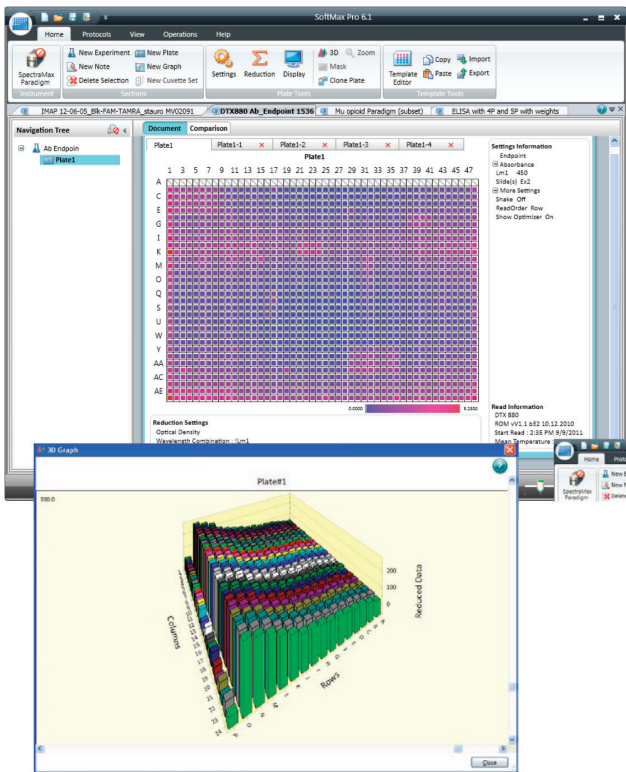 SoftMax Pro 6.1
Home Protocols View Operations Help
SpectraMax Paradigm
New Experiment
New Note
Delete Selection
New Plate
New Graph
New Cuvette Set
Settings
Reduction
Display
3D
Zoom
Mask
Clone Plate
Template Editor
Copy
Paste
Import
Export
Instrument Sections Plate Tools Template Tools
IMAP 12-06-05_Blk-FAM-TAMRA_stauro MV02091 DTX880 Ab_Endpoint 1536 Mu opioid Paradigm (subset) ELISA with 4P and SP with weights
Navigation Tree
Ab Endpoin
Plate1
Document Comparison
Plate1 Plate1-1 Plate1-2 Plate1-3 Plate1-4
Plate1
1 3 5 7 9 11 13 15 17 19 21 23 25 27 29 31 33 35 37 39 41 43 45 47
A
C
E
G
I
K
M
O
Q
S
U
W
Y
AA
AC
AE
0.0000
Settings Information
Endpoint
Absorbance
Lm1 450
Slide(s) Ex2
More Settings
Shake Off
ReadOrder Row
Show Optimizer On
Reduction Settings
Optical Density
Wavelength Combination : !Lm1
Read Information
DTX 880
ROM vV1.1 b32 10.12.2010
Start Read : 2:35 PM 9/9/2011
Mean Temperature :
Home
SpectraMax Paradigm
3D Graph
Plate#1
330.0
200
100
0
Reduced Data
Columns
Rows
Close